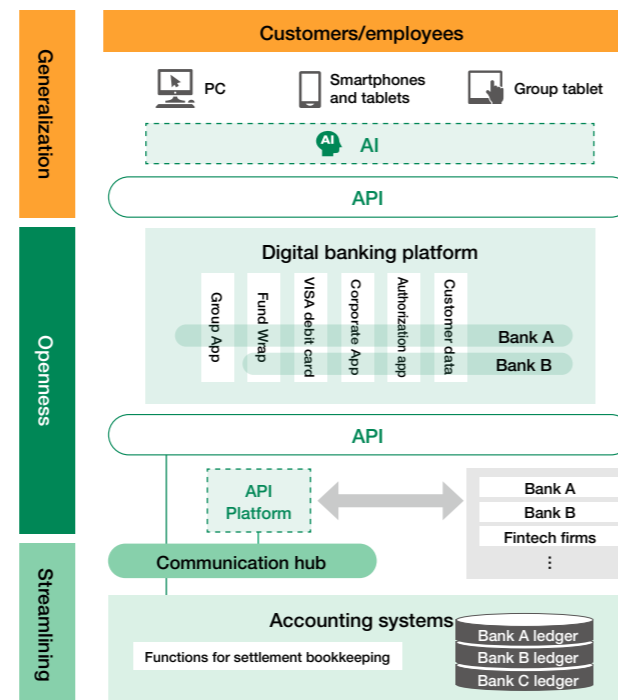 Generalization
Customers/employees
PC
Smartphones
and tablets
Group tablet
AI
AI
API
Openness
Digital banking platform
Group App
Fund Wrap
VISA debit card
Corporate App
Authorization app
Customer data
Bank A
Bank B
API
API
Platform
Bank A
Bank B
Fintech firms
⋮
Communication hub
Streamlining
Accounting systems
Functions for settlement bookkeeping
Bank A ledger
Bank B ledger
Bank C ledger